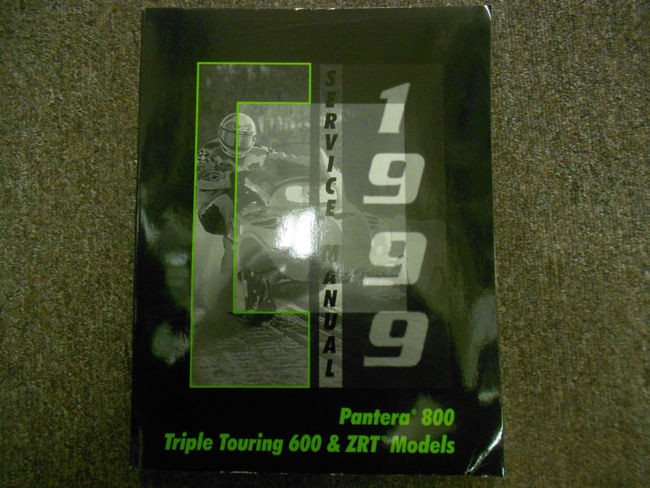 SERVICE MANUAL
1999
Pantera® 800
Triple Touring 600 & ZRT® Models